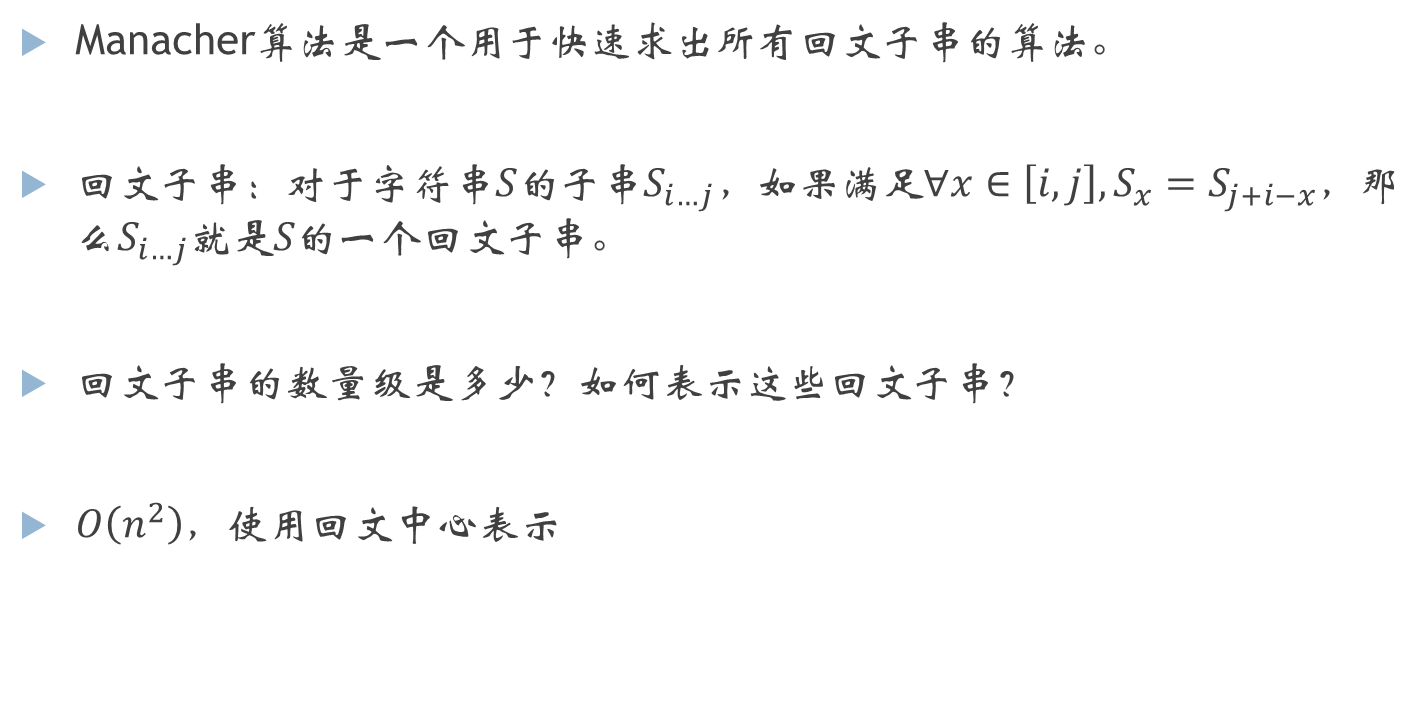 Manacher算法是一个用于快速求出所有回文子串的算法。
回文子串：对于字符串S的子串S_{i…j}，如果满足∀x ∈ [i, j], S_x = S_{j+i−x}，那
么S_{i…j}就是S的一个回文子串。
回文子串的数量级是多少？如何表示这些回文子串？
O(n²)，使用回文中心表示